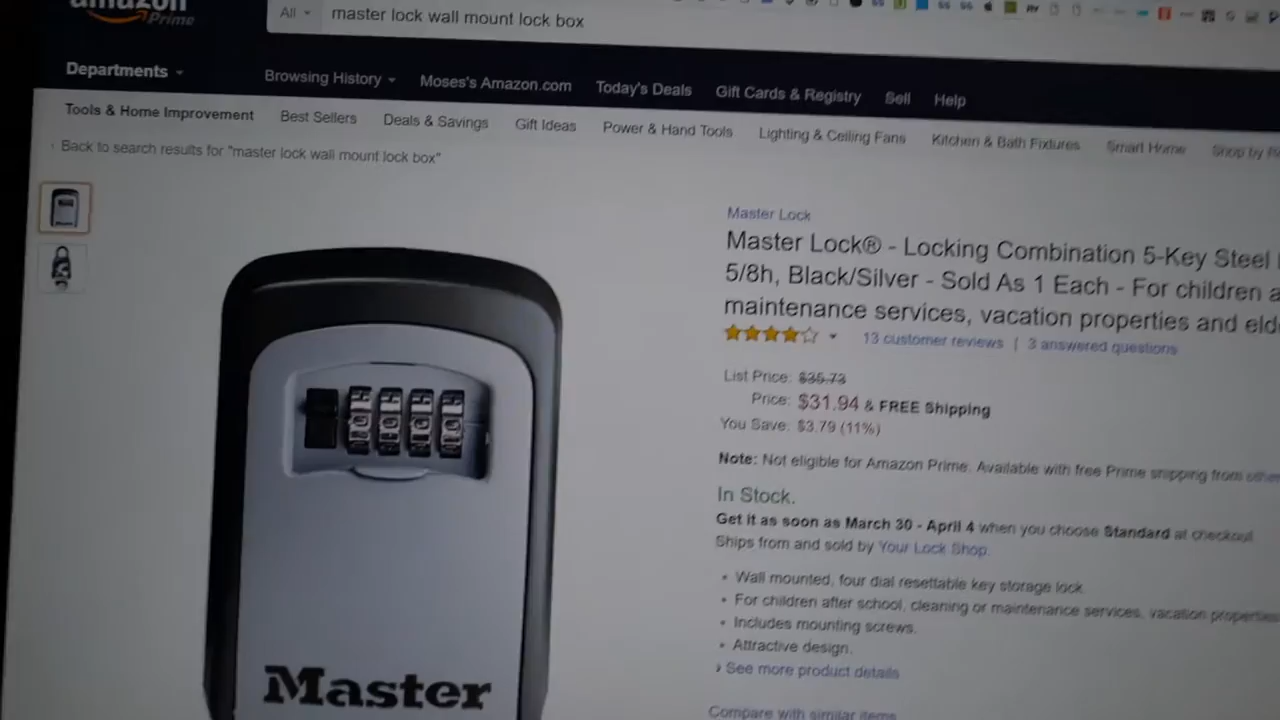 amazon
Prime
All
master lock wall mount lock box
Departments
Browsing History
Moses's Amazon.com
Today's Deals
Gift Cards & Registry
Sell
Help
Tools & Home Improvement
Best Sellers
Deals & Savings
Gift Ideas
Power & Hand Tools
Lighting & Ceiling Fans
Kitchen & Bath Fixtures
Smart Home
Shop by
Back to search results for "master lock wall mount lock box"
Master Lock
Master Lock® - Locking Combination 5-Key Steel
5/8h, Black/Silver - Sold As 1 Each - For children
maintenance services, vacation properties and
13 customer reviews | 3 answered questions
List Price: $35.73
Price: $31.94 & FREE Shipping
You Save: $3.79 (11%)
Note: Not eligible for Amazon Prime. Available with free Prime shipping from
In Stock.
Get it as soon as March 30 - April 4 when you choose Standard at checkout.
Ships from and sold by Your Lock Shop.
Wall mounted, four dial resettable key storage lock.
For children after school, cleaning or maintenance services, vacation properties
Includes mounting screws.
Attractive design.
› See more product details
Compare with similar items
Master